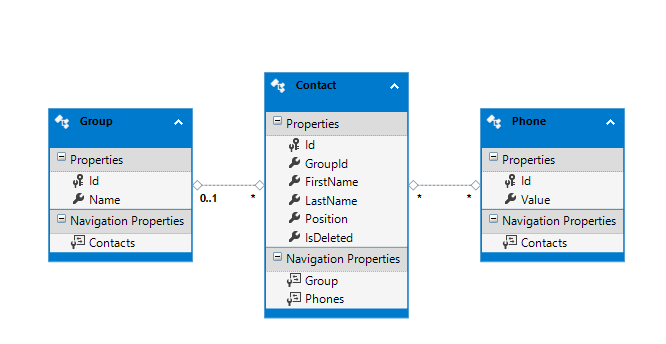 Group
Properties
Id
Name
Navigation Properties
Contacts
0..1
*
Contact
Properties
Id
GroupId
FirstName
LastName
Position
IsDeleted
Navigation Properties
Group
Phones
*
*
Phone
Properties
Id
Value
Navigation Properties
Contacts